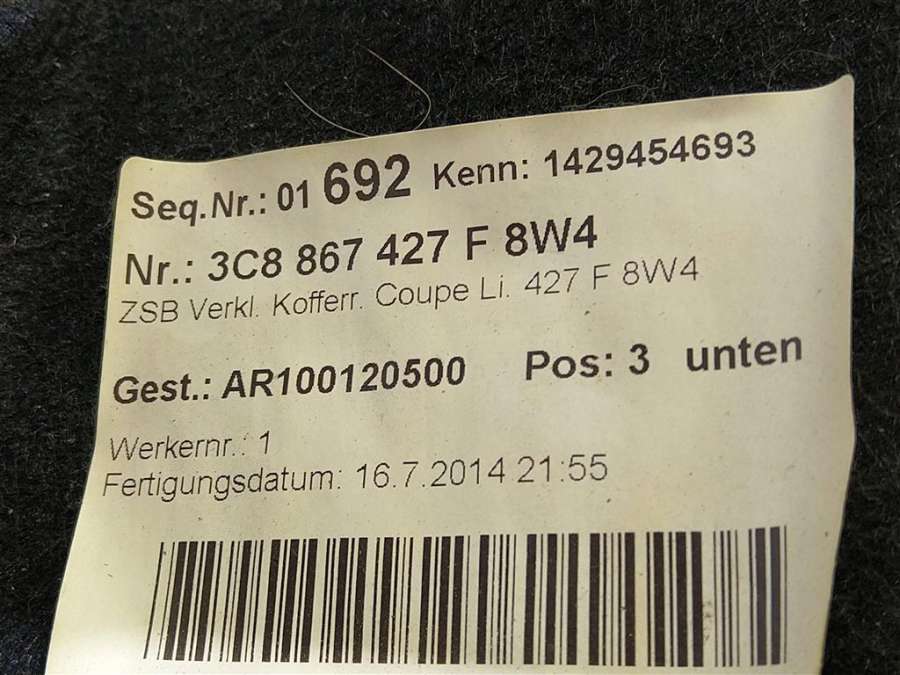 Seq.Nr.: 01 692 Kenn: 1429454693
Nr.: 3C8 867 427 F 8W4
ZSB Verkl. Kofferr. Coupe Li. 427 F 8W4
Gest.: AR100120500 Pos: 3 unten
Werkernr.: 1
Fertigungsdatum: 16.7.2014 21:55